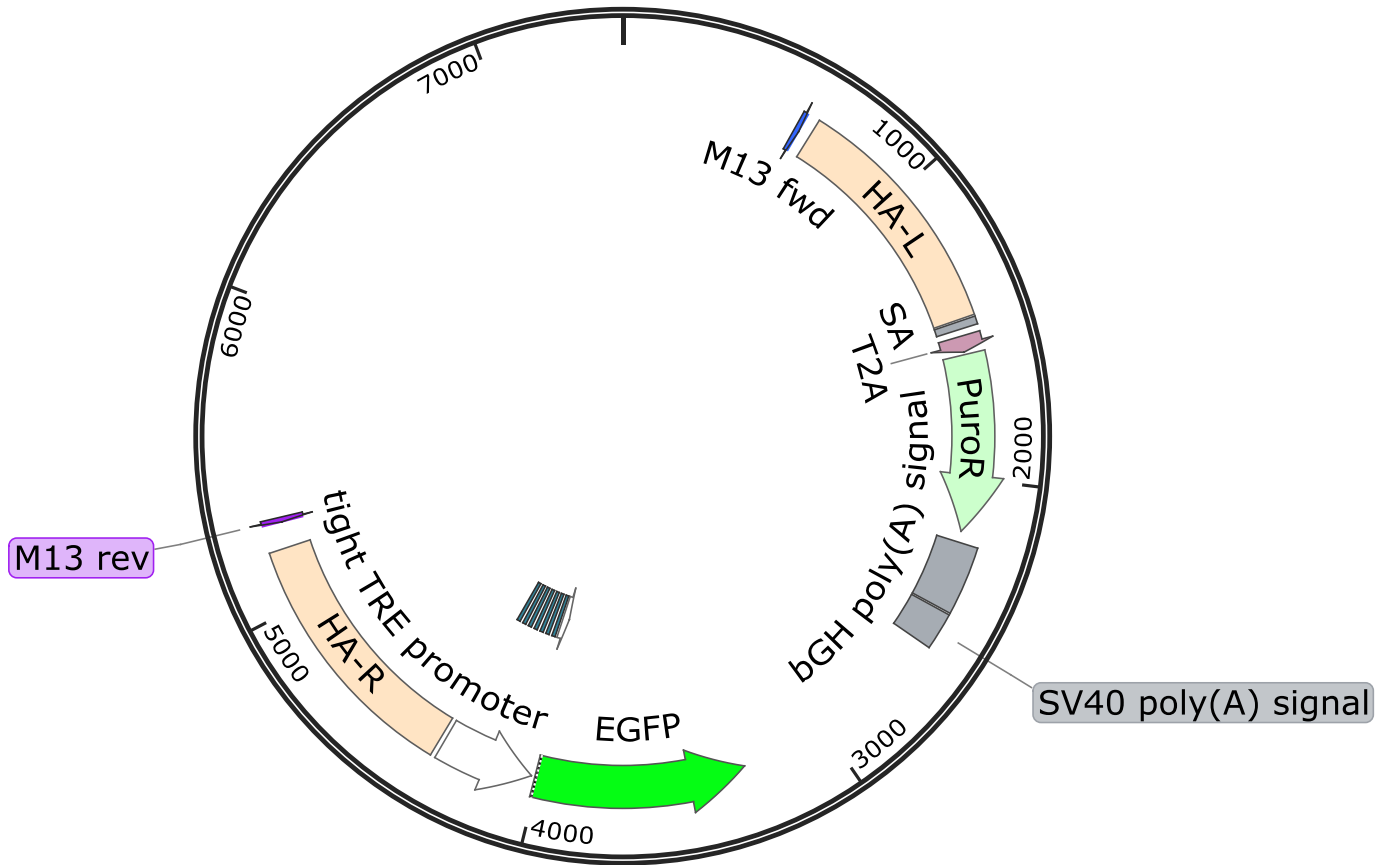 1000
2000
3000
4000
5000
6000
7000
M13 fwd
HA-L
SA
T2A
PuroR
bGH poly(A) signal
SV40 poly(A) signal
EGFP
tight TRE promoter
HA-R
M13 rev